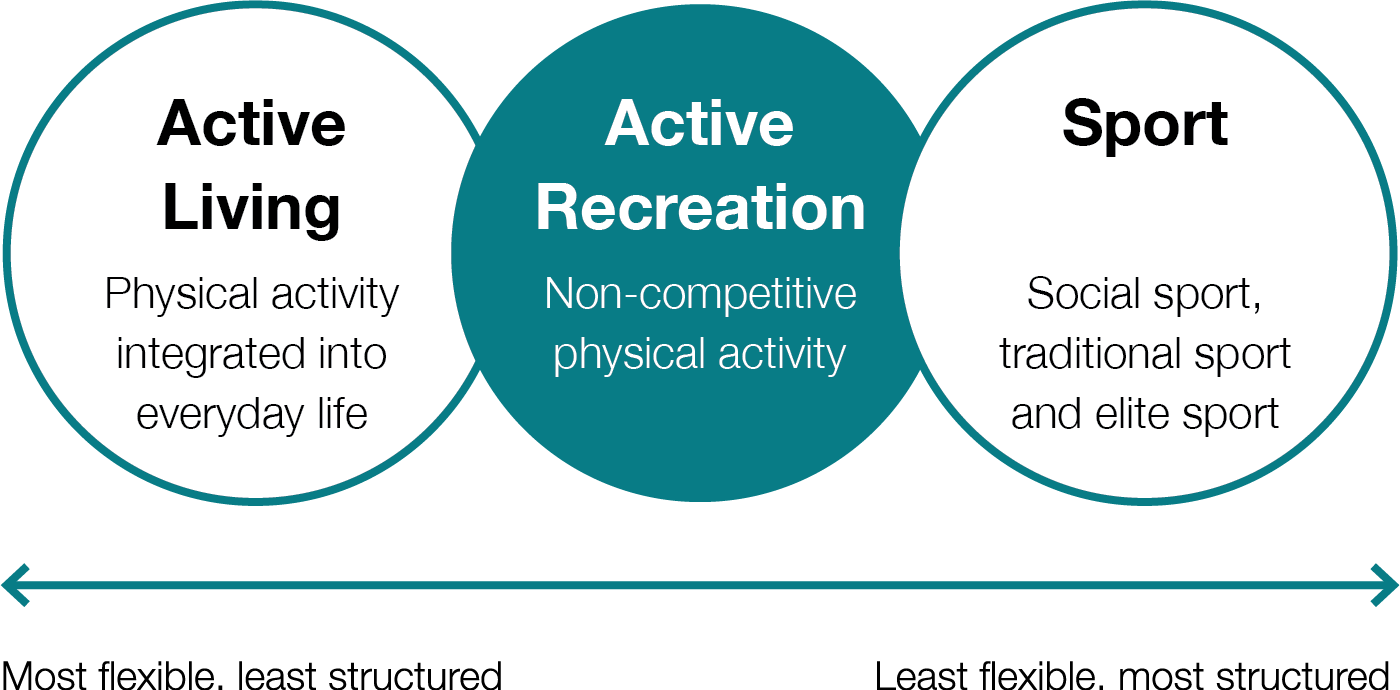 Active
Living
Physical activity
integrated into
everyday life
Active
Recreation
Non-competitive
physical activity
Sport
Social sport,
traditional sport
and elite sport
Most flexible, least structured
Least flexible, most structured